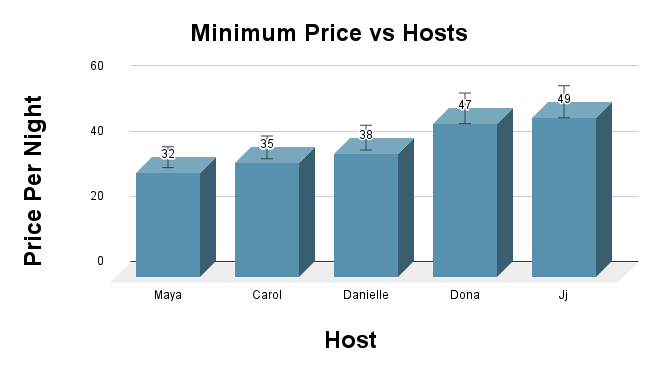 Minimum Price vs Hosts
Price Per Night
60
40
20
0
32
35
38
47
49
Maya
Carol
Danielle
Dona
Jj
Host